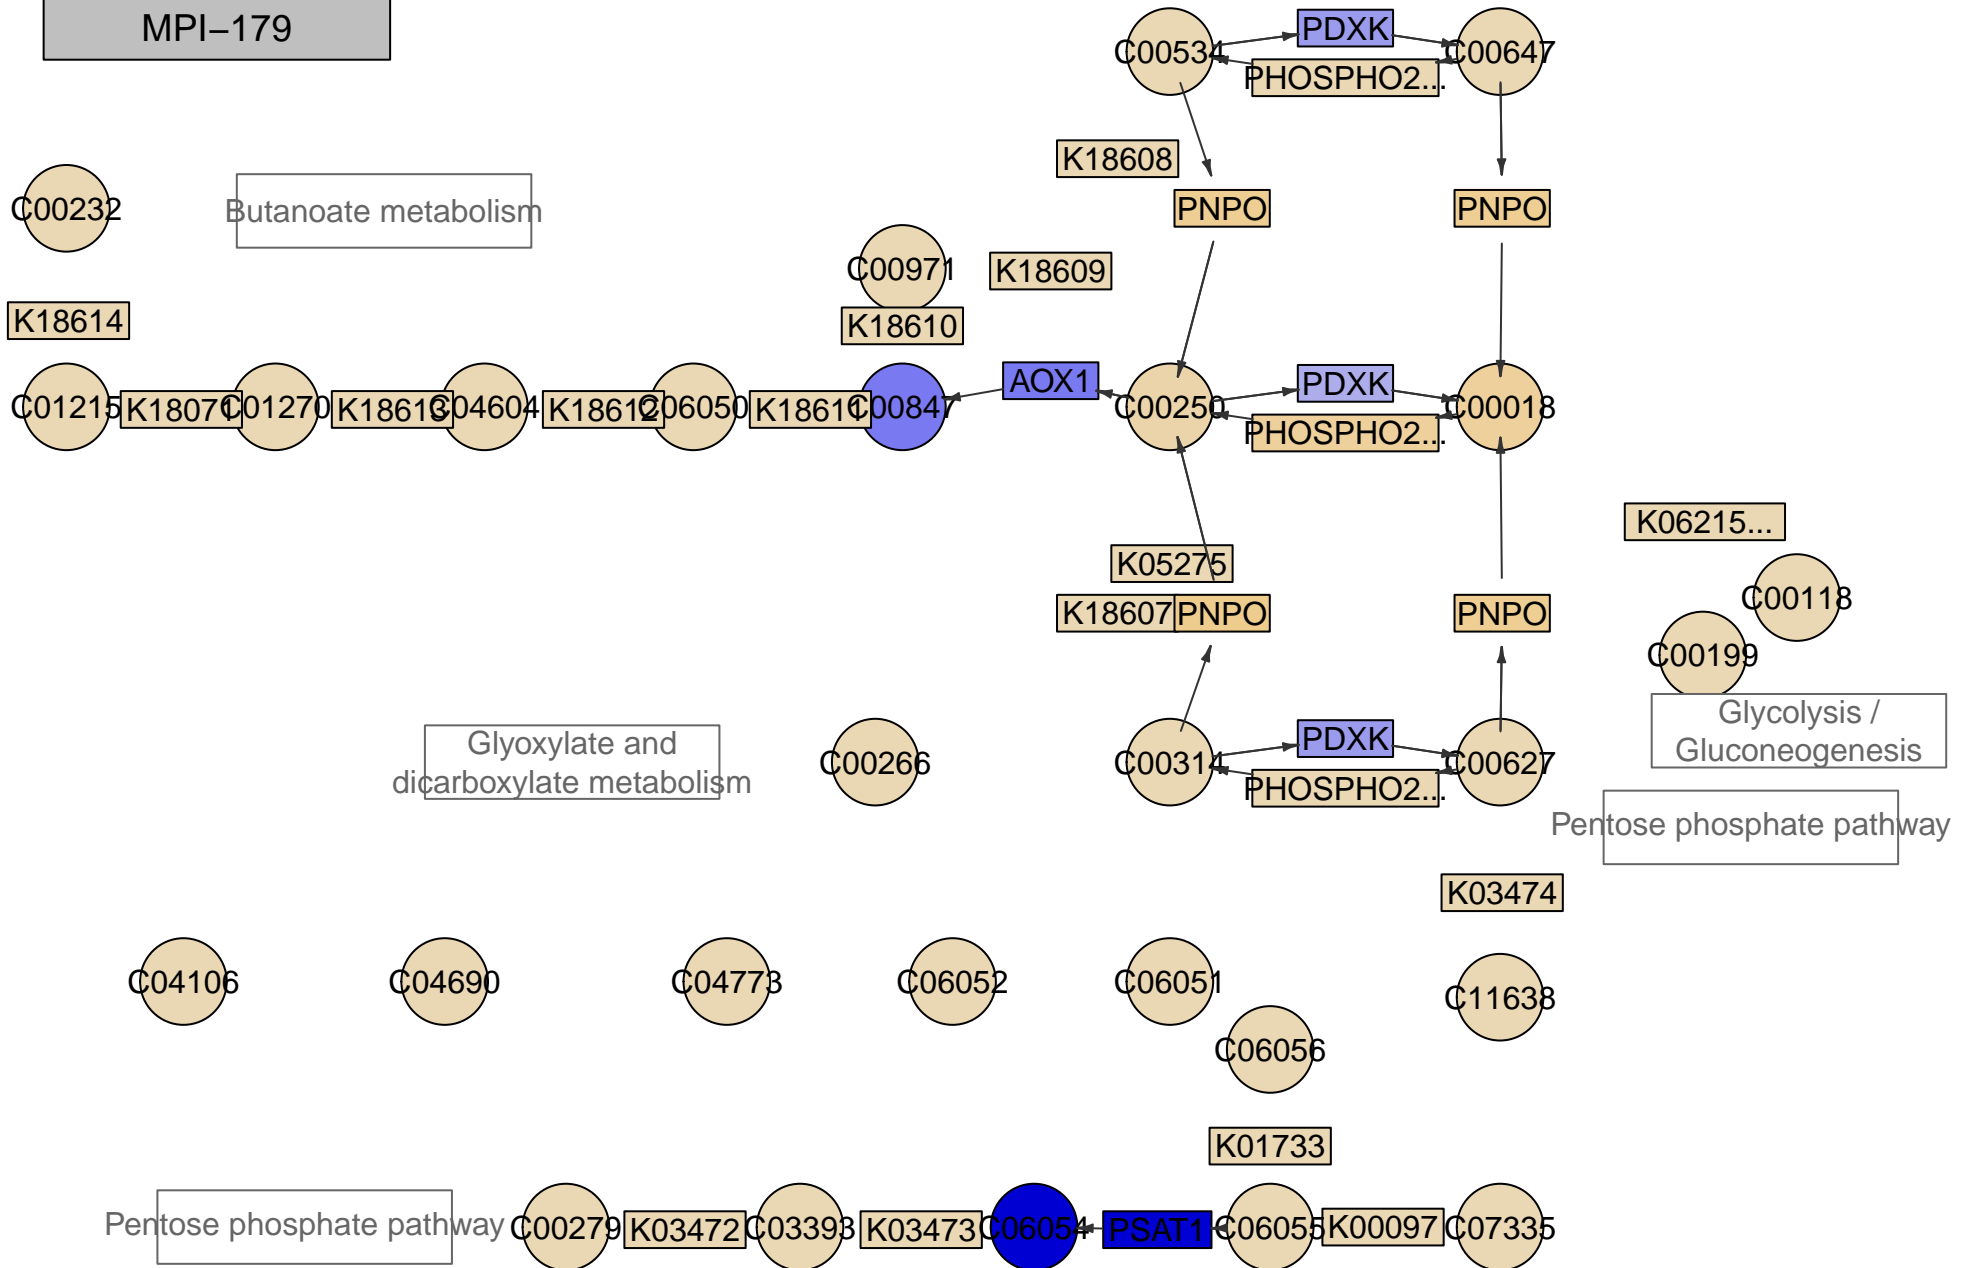 MPI−179
C00534
PDXK
C00647
PHOSPHO2...
K18608
C00232
Butanoate metabolism
PNPO
PNPO
C00971
K18609
K18614
K18610
C01215
K18071
C01270
K18613
C04604
K18612
C06050
K18611
C00847
AOX1
C00250
PDXK
C00018
PHOSPHO2...
K06215...
K05275
C00118
K18607
PNPO
PNPO
C00199
Glycolysis /
Gluconeogenesis
Glyoxylate and
dicarboxylate metabolism
C00266
C00314
PDXK
C00627
PHOSPHO2...
Pentose phosphate pathway
K03474
C04106
C04690
C04773
C06052
C06051
C11638
C06056
K01733
Pentose phosphate pathway
C00279
K03472
C03393
K03473
C06054
PSAT1
C06055
K00097
C07335